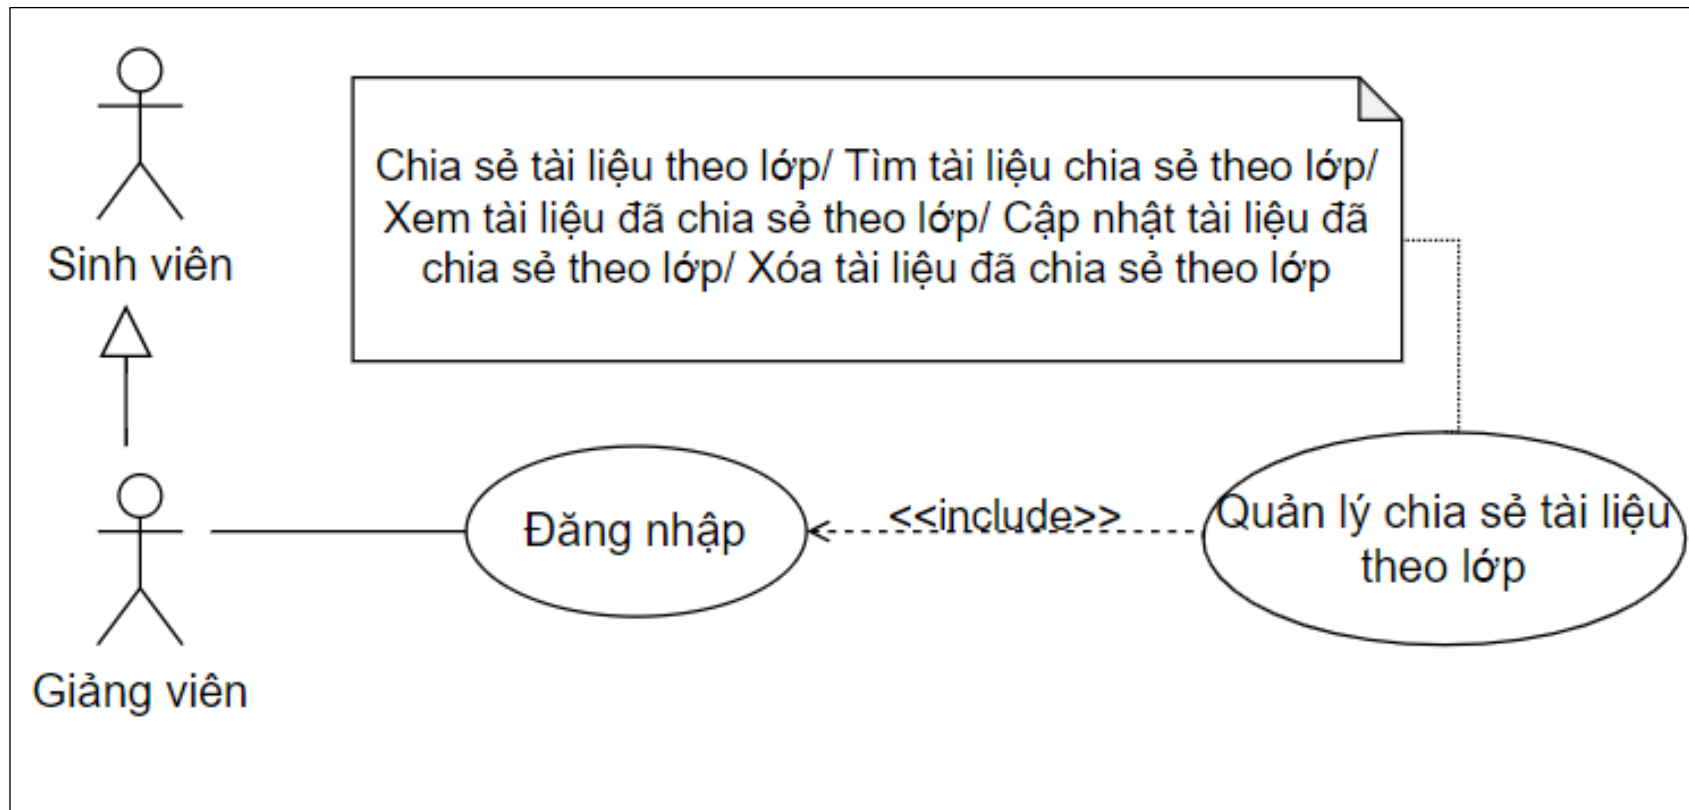 Chia sẻ tài liệu theo lớp/ Tìm tài liệu chia sẻ theo lớp/
Xem tài liệu đã chia sẻ theo lớp/ Cập nhật tài liệu đã
chia sẻ theo lớp/ Xóa tài liệu đã chia sẻ theo lớp
Sinh viên
Đăng nhập
<<include>>
Quản lý chia sẻ tài liệu
theo lớp
Giảng viên